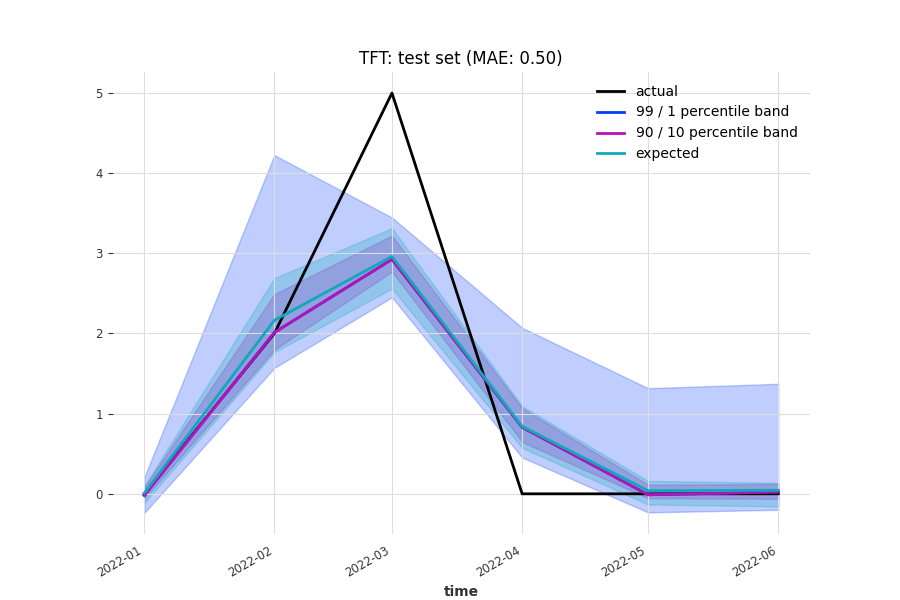 TFT: test set (MAE: 0.50)
actual
99 / 1 percentile band
90 / 10 percentile band
expected
5
4
3
2
1
0
2022-01
2022-02
2022-03
2022-04
2022-05
2022-06
time